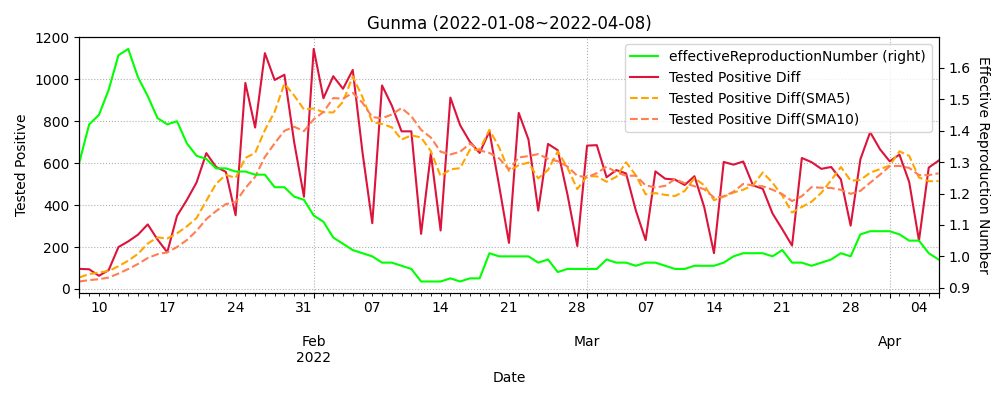 Gunma (2022-01-08~2022-04-08)
effectiveReproductionNumber (right)
Tested Positive Diff
Tested Positive Diff(SMA5)
Tested Positive Diff(SMA10)
Tested Positive
1200
1000
800
600
400
200
0
Effective Reproduction Number
1.6
1.5
1.4
1.3
1.2
1.1
1.0
0.9
10 17 24 31 07 14 21 28 07 14 21 28 04
Feb Mar Apr
2022
Date